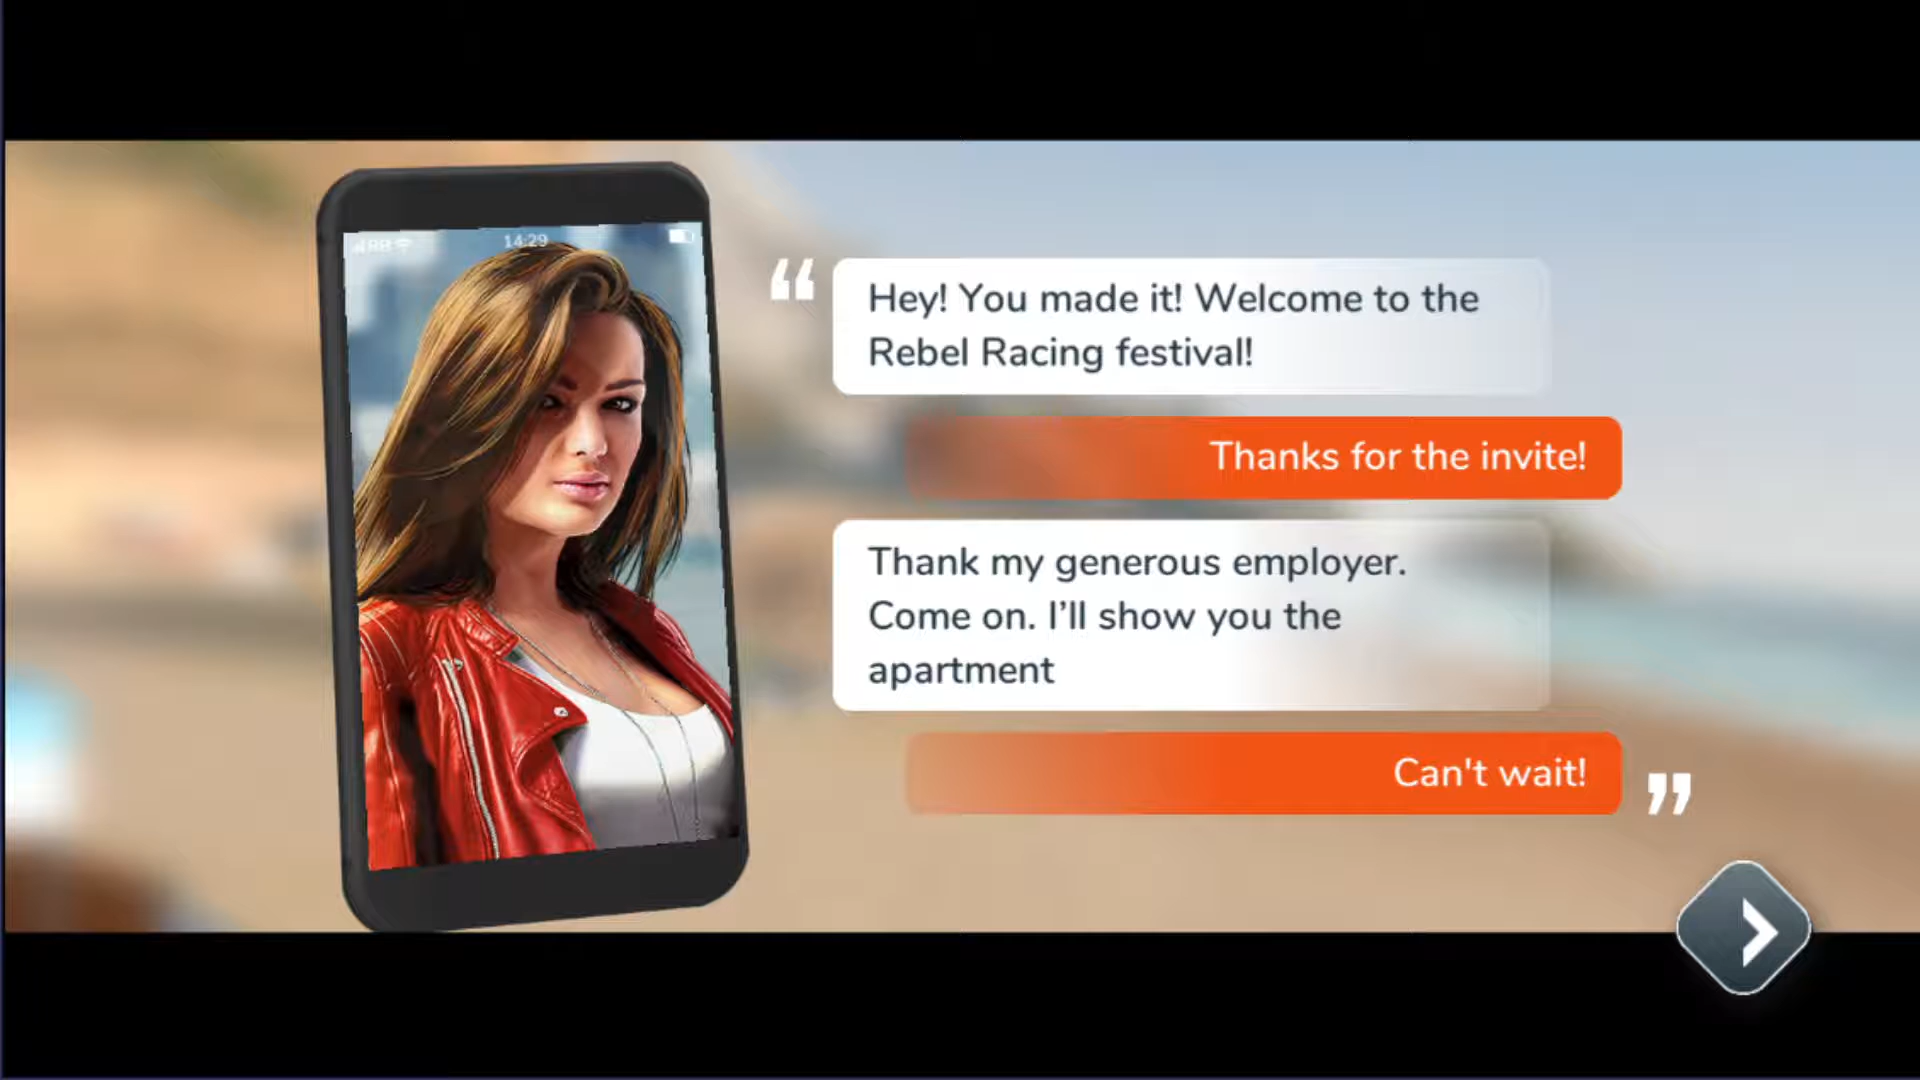 14:29
Hey! You made it! Welcome to the
Rebel Racing festival!
Thanks for the invite!
Thank my generous employer.
Come on. I’ll show you the
apartment
Can't wait!